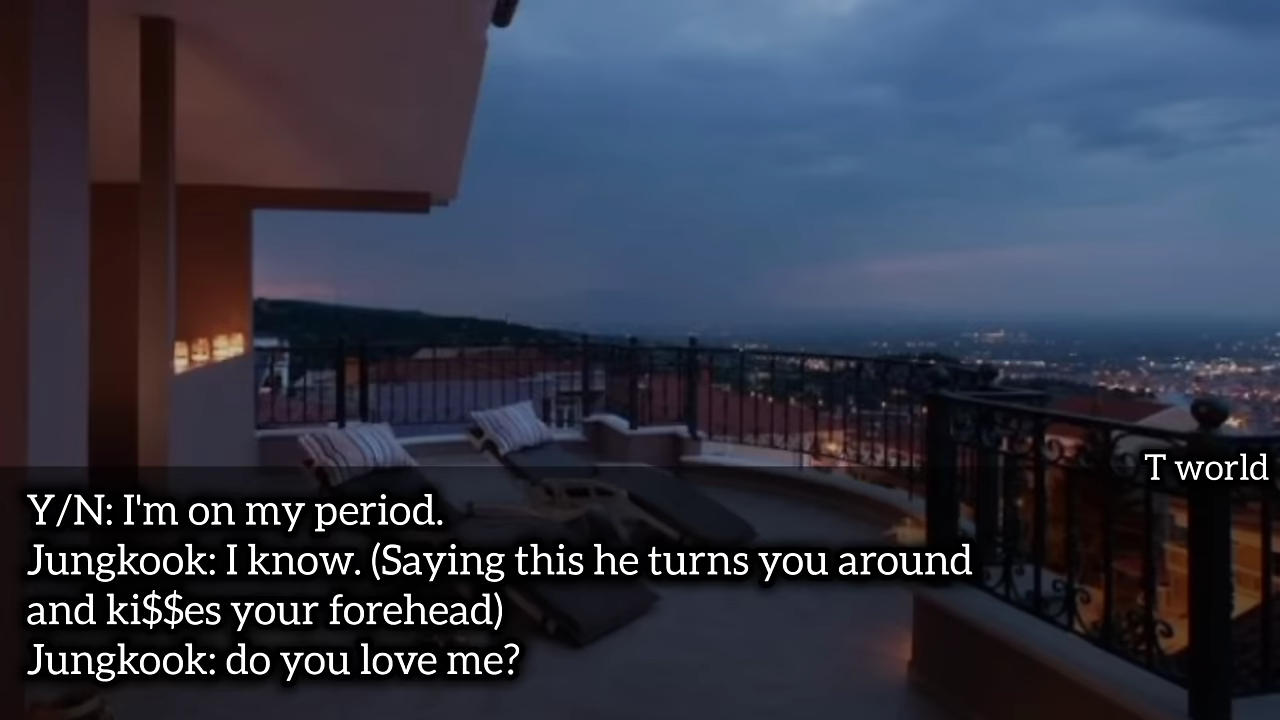 T world
Y/N: I'm on my period.
Jungkook: I know. (Saying this he turns you around
and ki$$es your forehead)
Jungkook: do you love me?